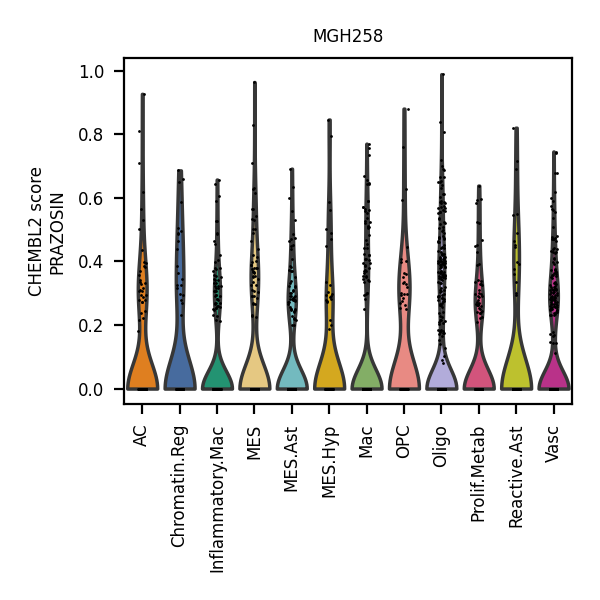 MGH258
CHEMBL2 score
PRAZOSIN
1.0
0.8
0.6
0.4
0.2
0.0
AC
Chromatin.Reg
Inflammatory.Mac
MES
MES.Ast
MES.Hyp
Mac
OPC
Oligo
Prolif.Metab
Reactive.Ast
Vasc